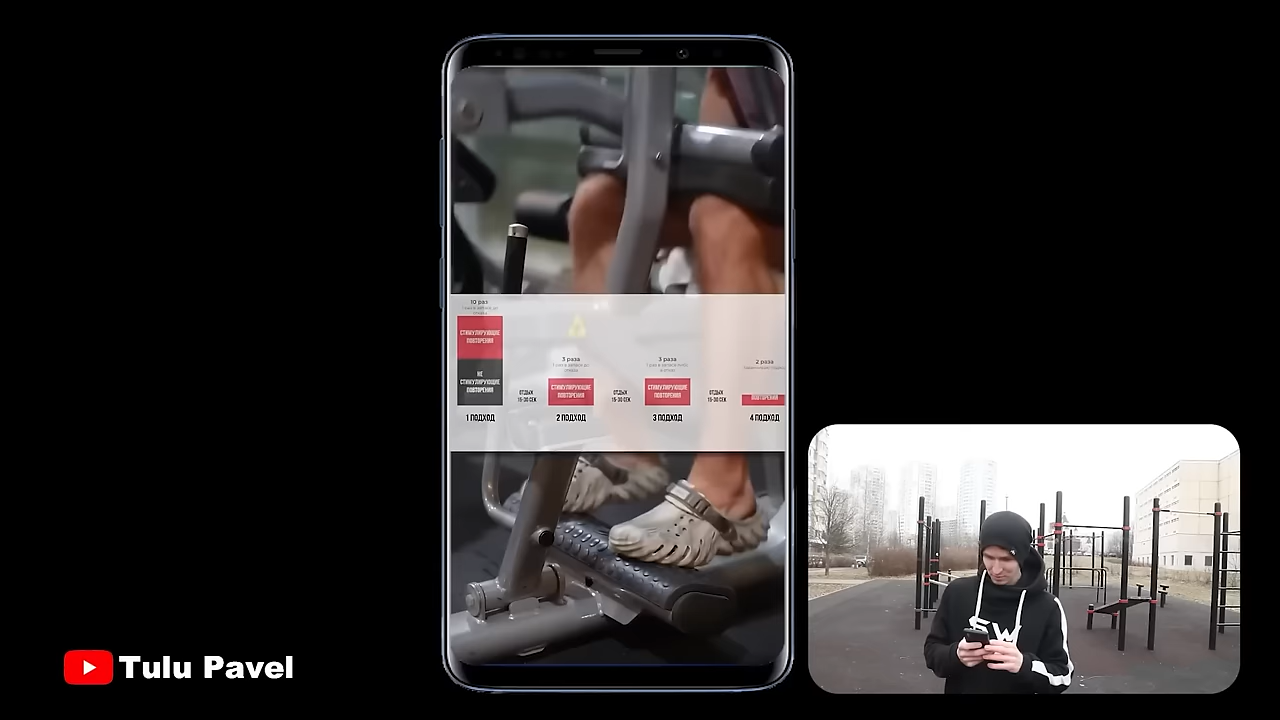 10 раз
СТИМУЛИРУЮЩИЕ
ПОВТОРЕНИЯ
НЕ
СТИМУЛИРУЮЩИЕ
ПОВТОРЕНИЯ
1 ПОДХОД
ОТДЫХ
15-30 СЕК
3 раза
СТИМУЛИРУЮЩИЕ
ПОВТОРЕНИЯ
2 ПОДХОД
ОТДЫХ
15-30 СЕК
3 раза
СТИМУЛИРУЮЩИЕ
ПОВТОРЕНИЯ
3 ПОДХОД
ОТДЫХ
15-30 СЕК
2 раза
ПОВТОРЕНИЯ
4 ПОДХОД
SW
Tulu Pavel